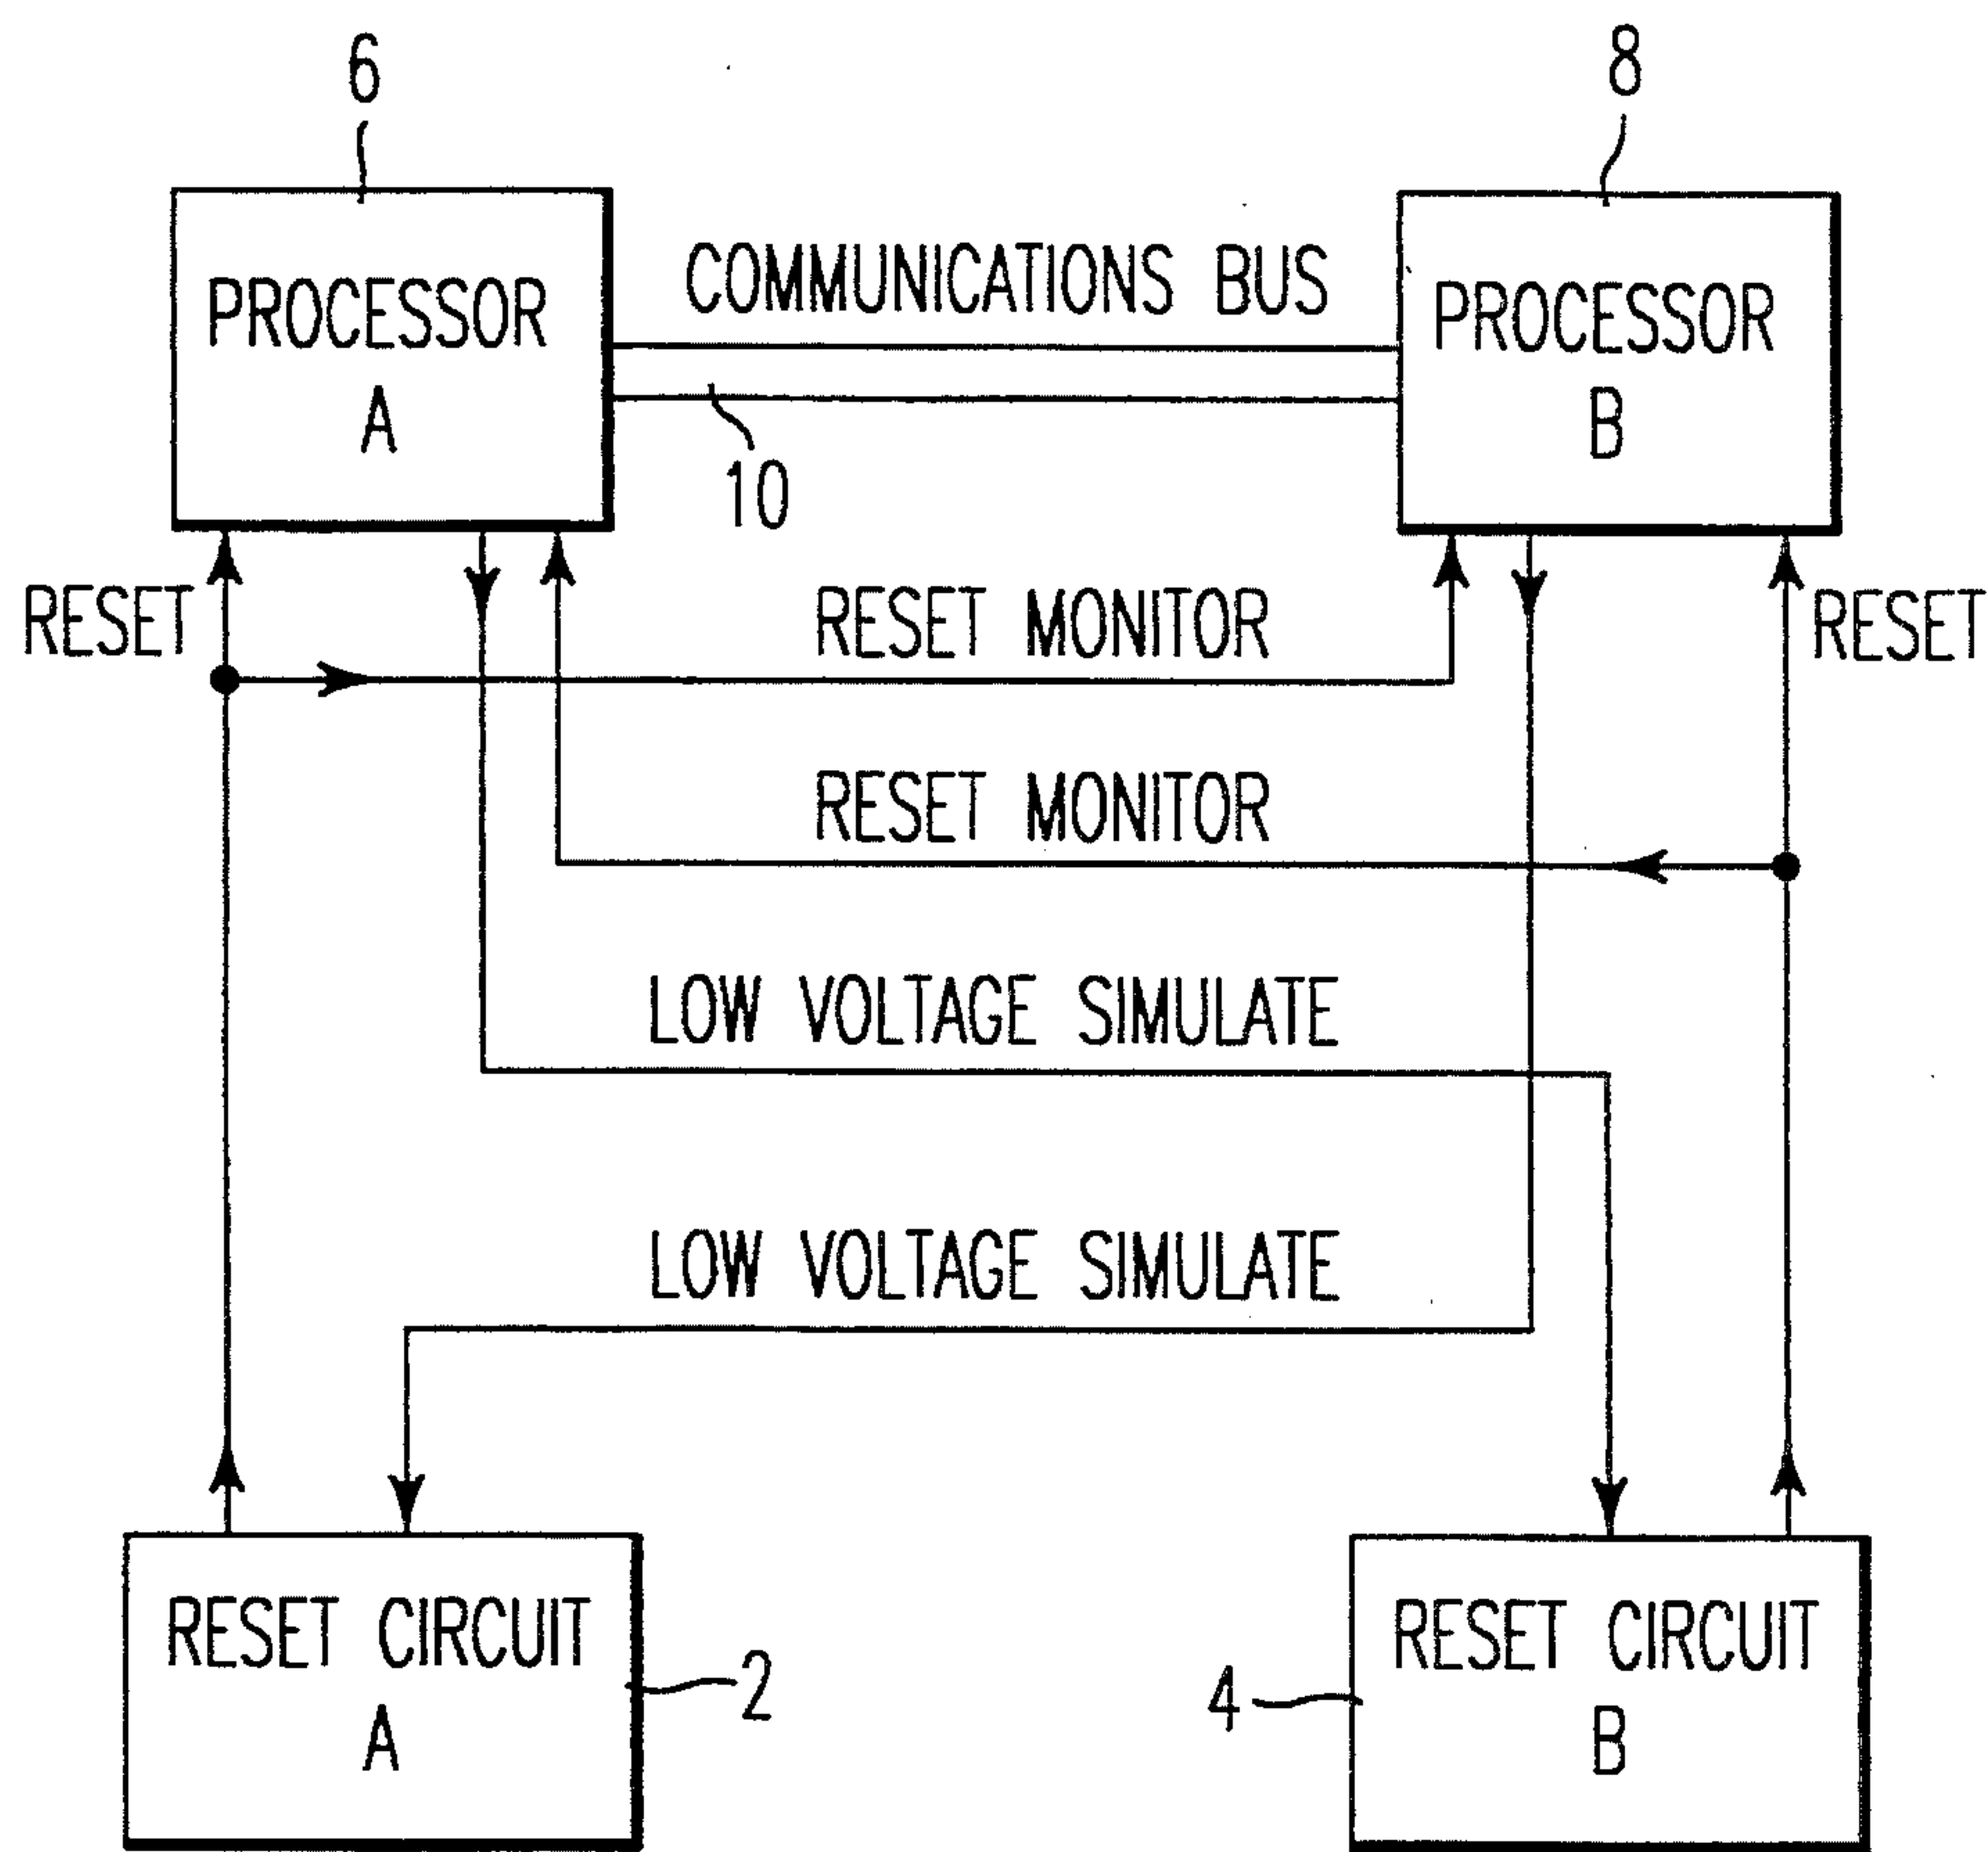 6
8
PROCESSOR
A
COMMUNICATIONS BUS
PROCESSOR
B
10
RESET
RESET MONITOR
RESET
RESET MONITOR
LOW VOLTAGE SIMULATE
LOW VOLTAGE SIMULATE
RESET CIRCUIT
A
2
4
RESET CIRCUIT
B